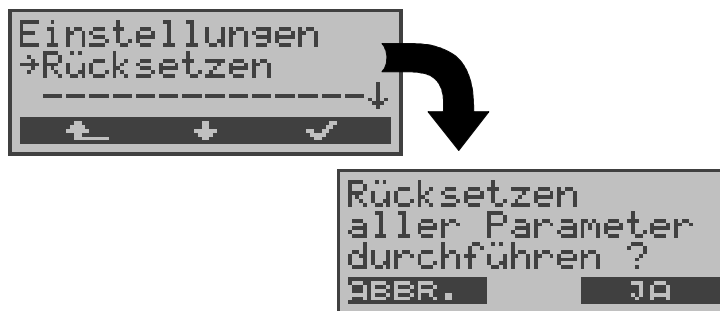 Einstellungen
→Rücksetzen
---------------↓
Rücksetzen
aller Parameter
durchführen ?
ABBR. JA